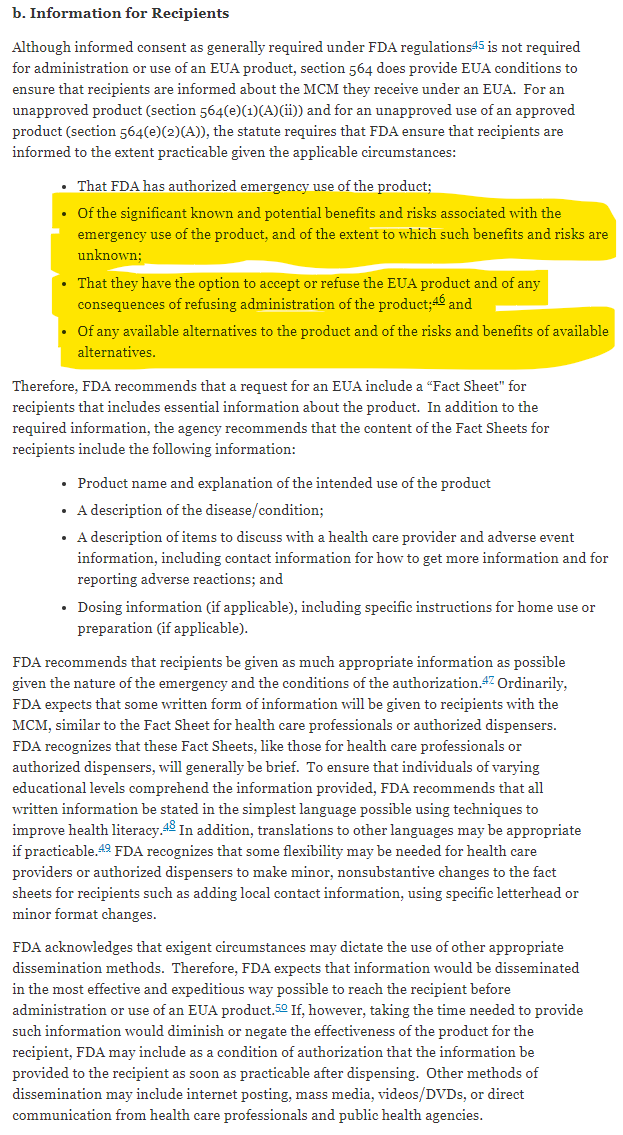 b. Information for Recipients
Although informed consent as generally required under FDA regulations45 is not required
for administration or use of an EUA product, section 564 does provide EUA conditions to
ensure that recipients are informed about the MCM they receive under an EUA.  For an
unapproved product (section 564(e)(1)(A)(ii)) and for an unapproved use of an approved
product (section 564(e)(2)(A)), the statute requires that FDA ensure that recipients are
informed to the extent practicable given the applicable circumstances:
• That FDA has authorized emergency use of the product;
• Of the significant known and potential benefits and risks associated with the
emergency use of the product, and of the extent to which such benefits and risks are
unknown;
• That they have the option to accept or refuse the EUA product and of any
consequences of refusing administration of the product;46 and
• Of any available alternatives to the product and of the risks and benefits of available
alternatives.
Therefore, FDA recommends that a request for an EUA include a “Fact Sheet" for
recipients that includes essential information about the product.  In addition to the
required information, the agency recommends that the content of the Fact Sheets for
recipients include the following information:
• Product name and explanation of the intended use of the product
• A description of the disease/condition;
• A description of items to discuss with a health care provider and adverse event
information, including contact information for how to get more information and for
reporting adverse reactions; and
• Dosing information (if applicable), including specific instructions for home use or
preparation (if applicable).
FDA recommends that recipients be given as much appropriate information as possible
given the nature of the emergency and the conditions of the authorization.47 Ordinarily,
FDA expects that some written form of information will be given to recipients with the
MCM, similar to the Fact Sheet for health care professionals or authorized dispensers.
FDA recognizes that these Fact Sheets, like those for health care professionals or
authorized dispensers, will generally be brief.  To ensure that individuals of varying
educational levels comprehend the information provided, FDA recommends that all
written information be stated in the simplest language possible using techniques to
improve health literacy.48 In addition, translations to other languages may be appropriate
if practicable.49 FDA recognizes that some flexibility may be needed for health care
providers or authorized dispensers to make minor, nonsubstantive changes to the fact
sheets for recipients such as adding local contact information, using specific letterhead or
minor format changes.
FDA acknowledges that exigent circumstances may dictate the use of other appropriate
dissemination methods.  Therefore, FDA expects that information would be disseminated
in the most effective and expeditious way possible to reach the recipient before
administration or use of an EUA product.50 If, however, taking the time needed to provide
such information would diminish or negate the effectiveness of the product for the
recipient, FDA may include as a condition of authorization that the information be
provided to the recipient as soon as practicable after dispensing.  Other methods of
dissemination may include internet posting, mass media, videos/DVDs, or direct
communication from health care professionals and public health agencies.